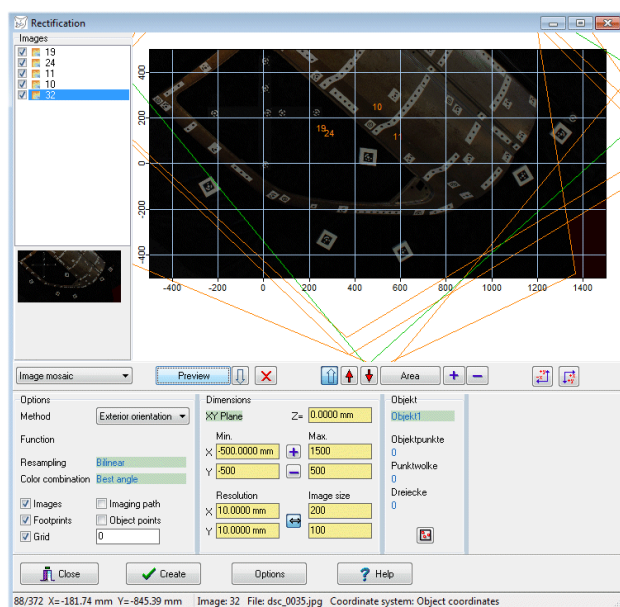 Rectification
Images
19
24
11
10
32
400
200
0
-200
-400
10
19
24
11
-400 -200 0 200 400 600 800 1000 1200 1400
Image mosaic Preview Area
Options
Method Exterior orientation
Function
Resampling Bilinear
Color combination Best angle
Images Imaging path
Footprints Object points
Grid 0
Dimensions
XY Plane Z= 0.0000 mm
Min. Max.
X -500.0000 mm 1500
Y -500 500
Resolution Image size
X 10.0000 mm 200
Y 10.0000 mm 100
Objekt
Objekt1
Objektpunkte
0
Punktwolke
0
Dreiecke
0
Close Create Options ? Help
88/372 X=-181.74 mm Y=-845.39 mm Image: 32 File: dsc_0035.jpg Coordinate system: Object coordinates